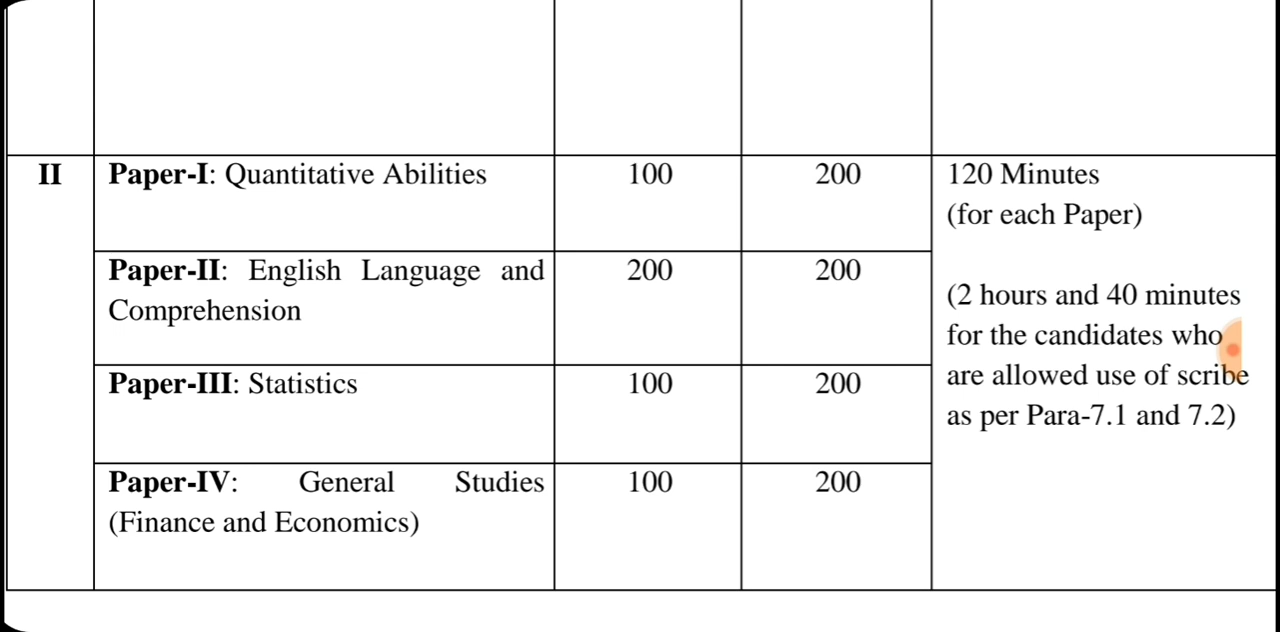 II
Paper-I: Quantitative Abilities
100
200
120 Minutes
(for each Paper)
(2 hours and 40 minutes
for the candidates who
are allowed use of scribe
as per Para-7.1 and 7.2)
Paper-II: English Language and
Comprehension
200
200
Paper-III: Statistics
100
200
Paper-IV: General Studies
(Finance and Economics)
100
200